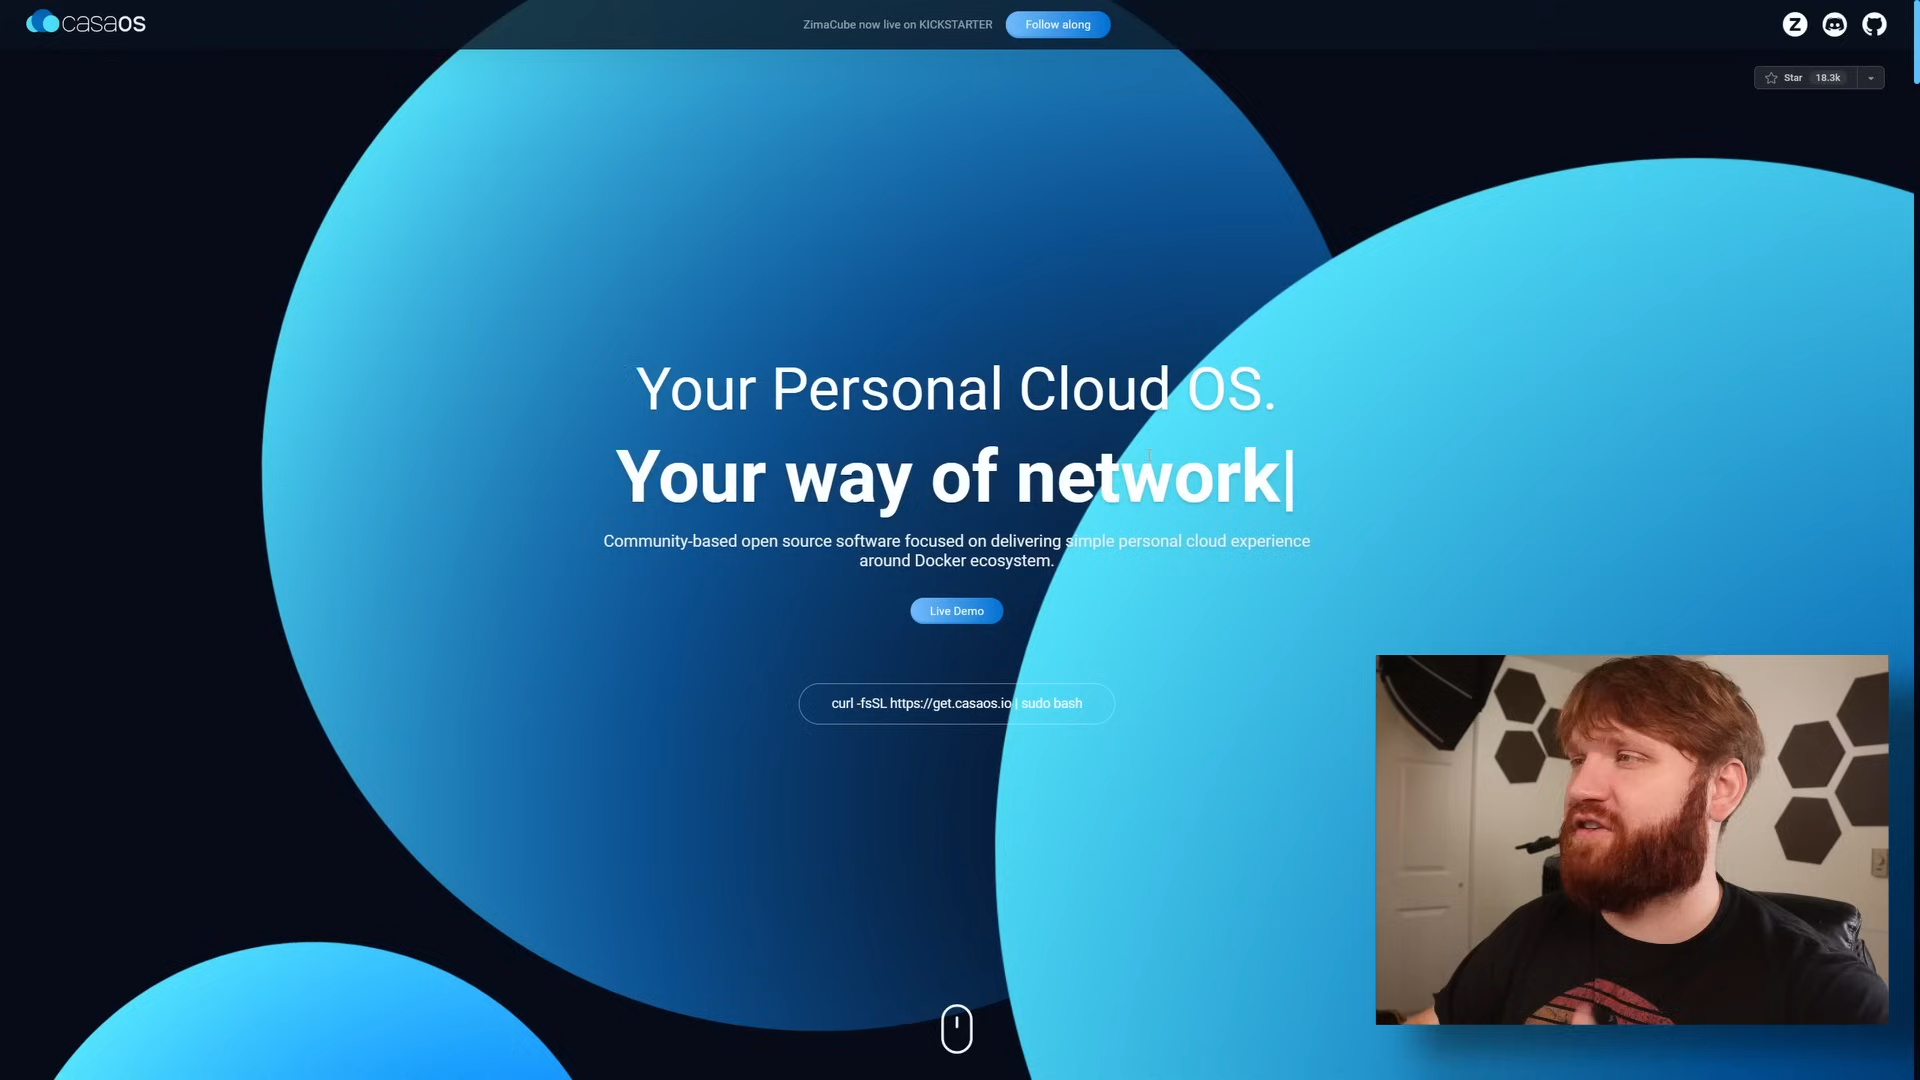 casaOS
ZimaCube now live on KICKSTARTER
Follow along
Z
Star 18.3k
Your Personal Cloud OS.
Your way of network|
Community-based open source software focused on delivering simple personal cloud experience
around Docker ecosystem.
Live Demo
curl -fsSL https://get.casaos.io | sudo bash